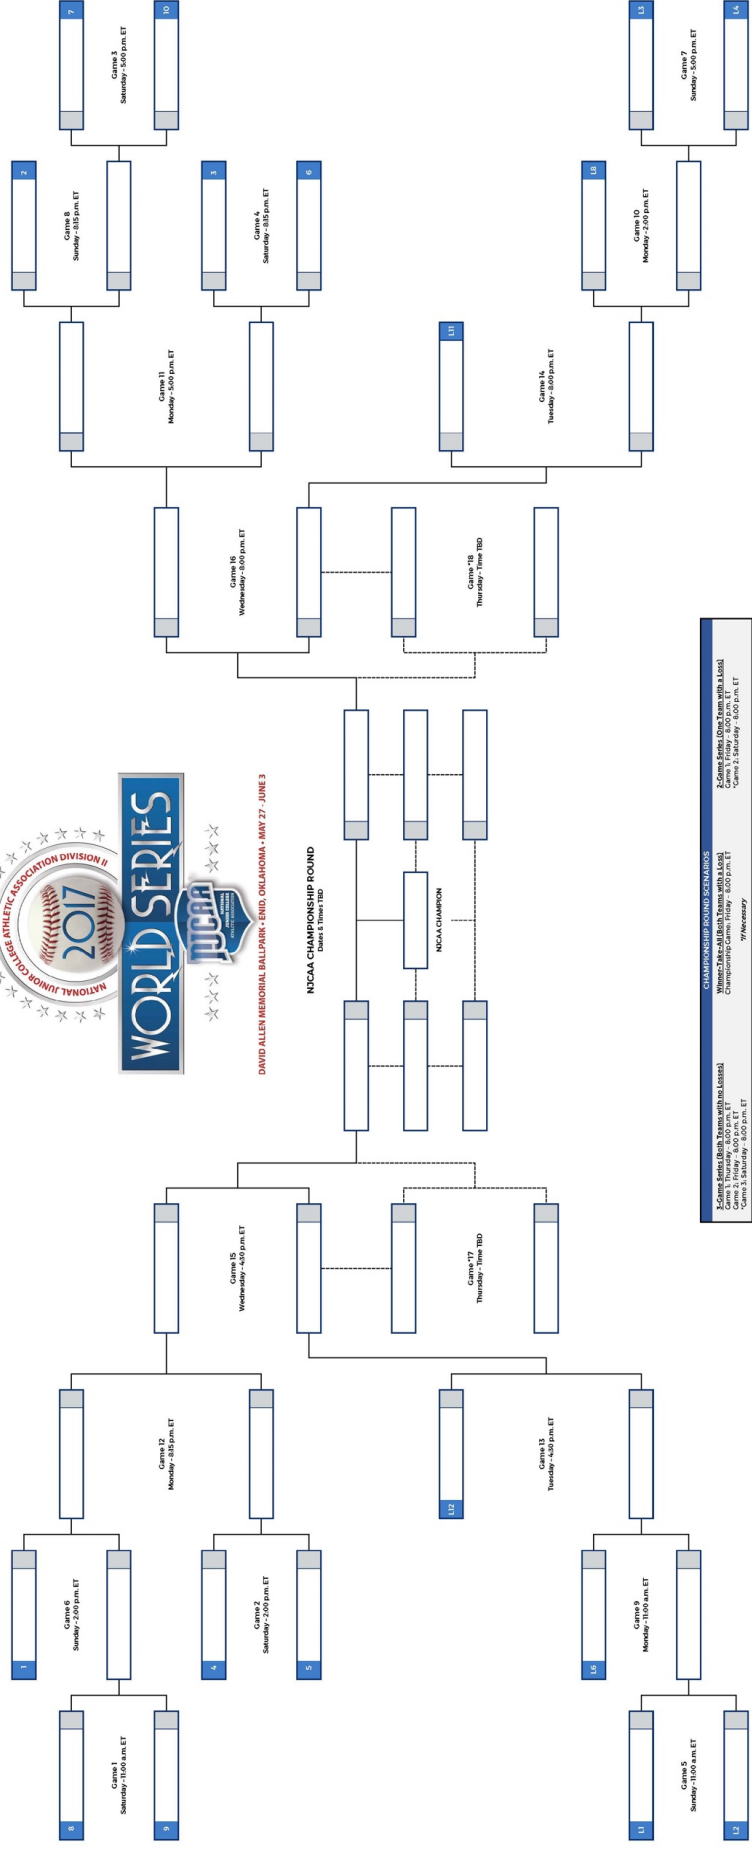 NATIONAL JUNIOR COLLEGE ATHLETIC ASSOCIATION DIVISION II
2017
WORLD SERIES
NJCAA
NATIONAL
JUNIOR COLLEGE
ATHLETIC ASSOCIATION
DAVID ALLEN MEMORIAL BALLPARK • ENID, OKLAHOMA • MAY 27 - JUNE 3
NJCAA CHAMPIONSHIP ROUND
Dates & Times TBD
NJCAA CHAMPION
8
Game 1
Saturday - 11:00 a.m. ET
9
1
Game 6
Sunday - 2:00 p.m. ET
4
Game 2
Saturday - 2:00 p.m. ET
5
Game 12
Monday - 8:15 p.m. ET
Game 15
Wednesday - 4:30 p.m. ET
Game *17
Thursday - Time TBD
L12
Game 13
Tuesday - 4:30 p.m. ET
L6
Game 9
Monday - 11:00 a.m. ET
L1
Game 5
Sunday - 11:00 a.m. ET
L2
7
Game 3
Saturday - 5:00 p.m. ET
10
2
Game 8
Sunday - 8:15 p.m. ET
3
Game 4
Saturday - 8:15 p.m. ET
6
Game 11
Monday - 5:00 p.m. ET
Game 16
Wednesday - 8:00 p.m. ET
Game *18
Thursday - Time TBD
L11
Game 14
Tuesday - 8:00 p.m. ET
L8
Game 10
Monday - 2:00 p.m. ET
L3
Game 7
Sunday - 5:00 p.m. ET
L4
CHAMPIONSHIP ROUND SCENARIOS
3-Game Series (Both Teams with no Losses)
Game 1; Thursday - 8:00 p.m. ET
Game 2; Friday - 8:00 p.m. ET
*Game 3; Saturday - 8:00 p.m. ET
Winner-Take-All (Both Teams with a Loss)
Championship Game; Friday - 8:00 p.m. ET
*If Necessary
2-Game Series (One Team with a Loss)
Game 1; Friday - 8:00 p.m. ET
*Game 2; Saturday - 8:00 p.m. ET